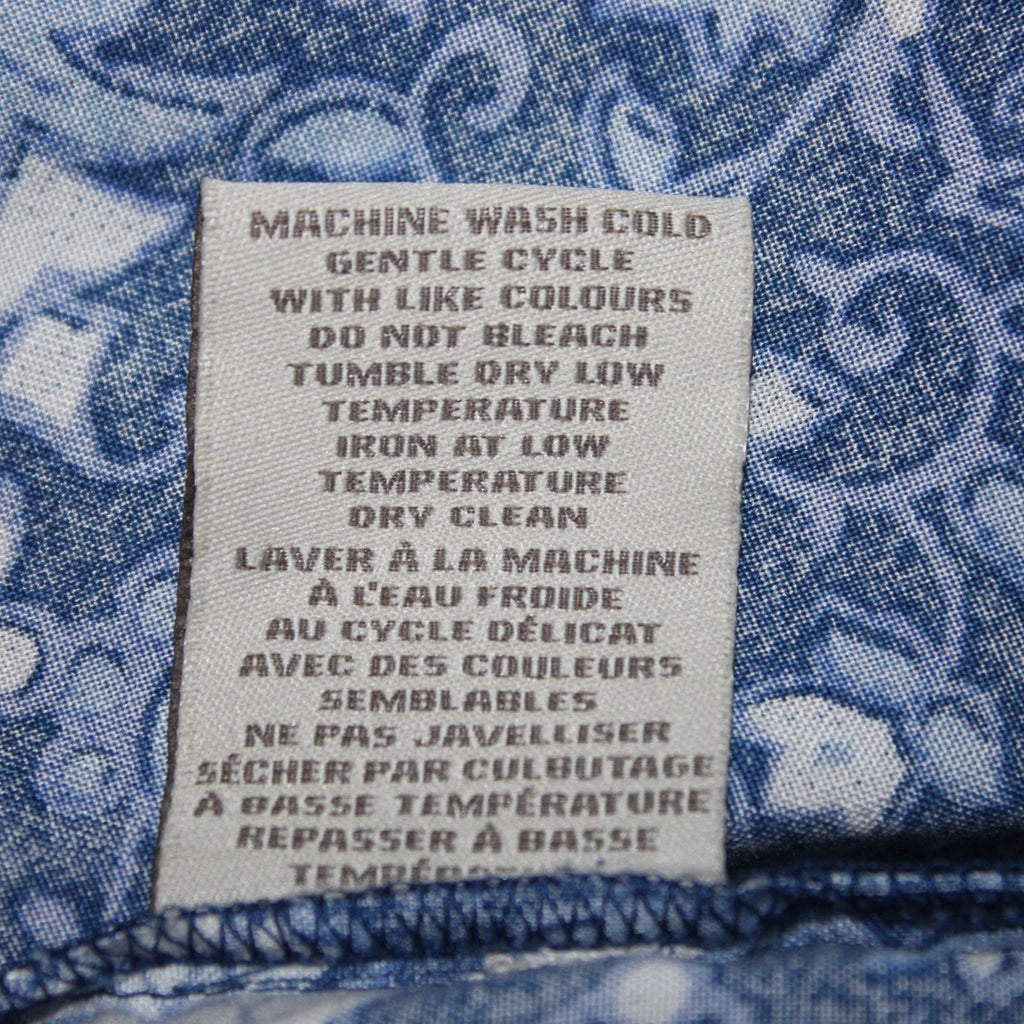 MACHINE WASH COLD
GENTLE CYCLE
WITH LIKE COLOURS
DO NOT BLEACH
TUMBLE DRY LOW
TEMPERATURE
IRON AT LOW
TEMPERATURE
DRY CLEAN
LAVER À LA MACHINE
À L'EAU FROIDE
AU CYCLE DÉLICAT
AVEC DES COULEURS
SEMBLABLES
NE PAS JAVELLISER
SÉCHER PAR CULBUTAGE
À BASSE TEMPÉRATURE
REPASSER À BASSE